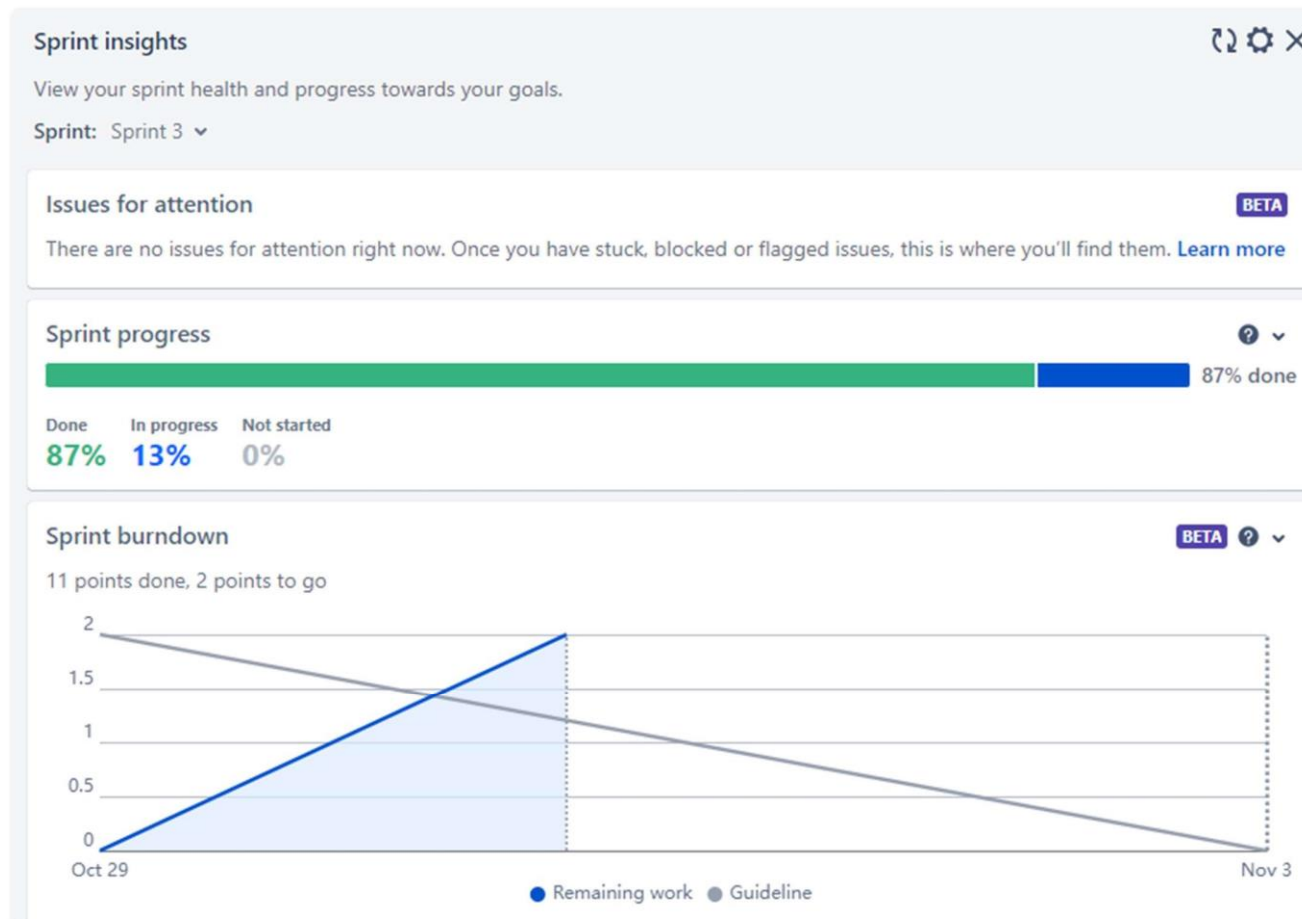 Sprint insights
View your sprint health and progress towards your goals.
Sprint: Sprint 3
Issues for attention BETA
There are no issues for attention right now. Once you have stuck, blocked or flagged issues, this is where you'll find them. Learn more
Sprint progress ?
87% done
Done In progress Not started
87% 13% 0%
Sprint burndown BETA ?
11 points done, 2 points to go
2
1.5
1
0.5
0
Oct 29 Nov 3
Remaining work Guideline